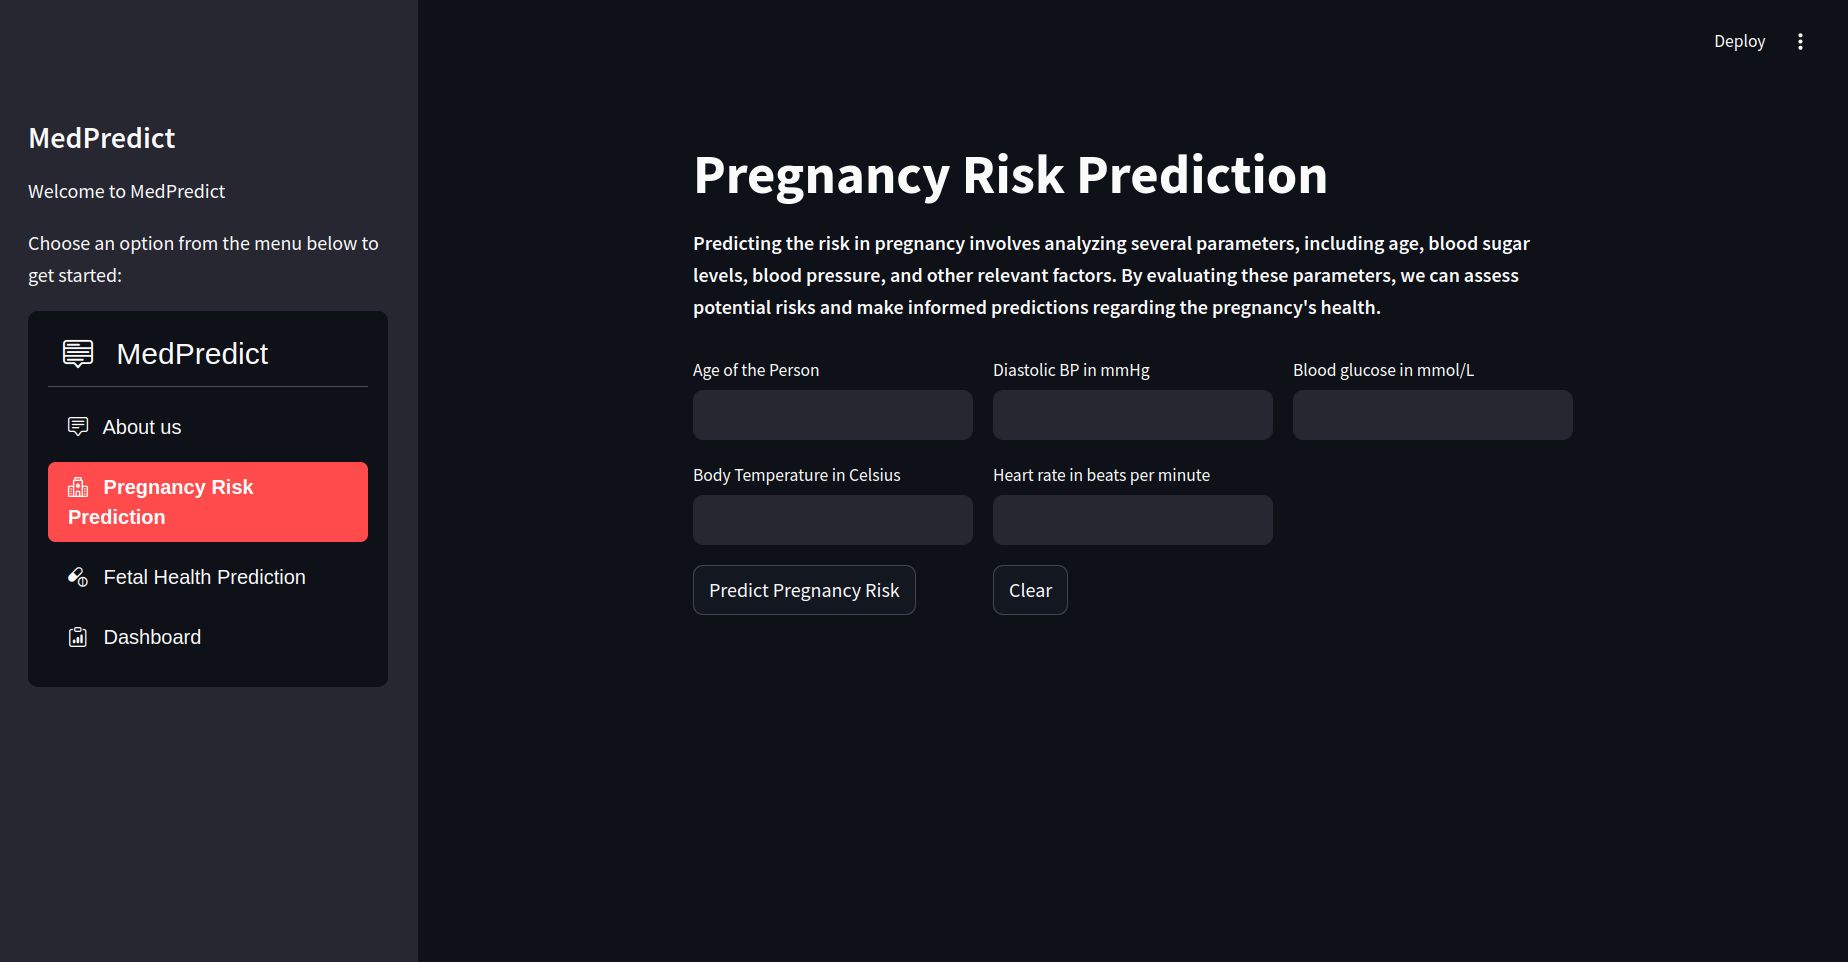 Deploy
MedPredict
Welcome to MedPredict
Choose an option from the menu below to
get started:
MedPredict
About us
Pregnancy Risk
Prediction
Fetal Health Prediction
Dashboard
Pregnancy Risk Prediction
Predicting the risk in pregnancy involves analyzing several parameters, including age, blood sugar
levels, blood pressure, and other relevant factors. By evaluating these parameters, we can assess
potential risks and make informed predictions regarding the pregnancy's health.
Age of the Person
Diastolic BP in mmHg
Blood glucose in mmol/L
Body Temperature in Celsius
Heart rate in beats per minute
Predict Pregnancy Risk
Clear